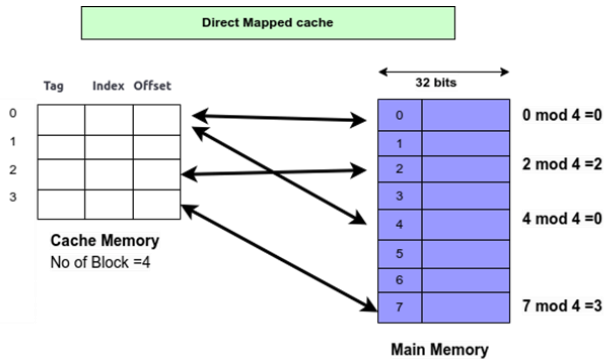 Direct Mapped cache
Tag Index Offset
0
1
2
3
Cache Memory
No of Block =4
32 bits
0
1
2
3
4
5
6
7
0 mod 4 =0
2 mod 4 =2
4 mod 4 =0
7 mod 4 =3
Main Memory